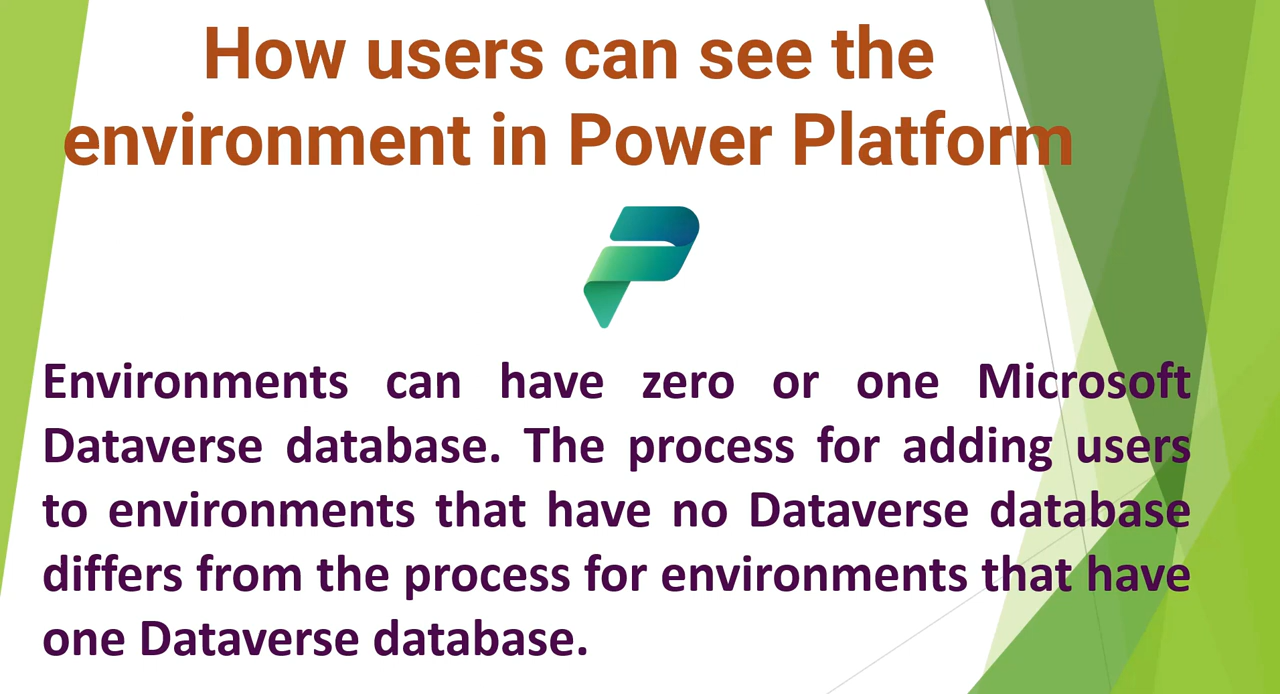 How users can see the
environment in Power Platform
Environments can have zero or one Microsoft
Dataverse database. The process for adding users
to environments that have no Dataverse database
differs from the process for environments that have
one Dataverse database.